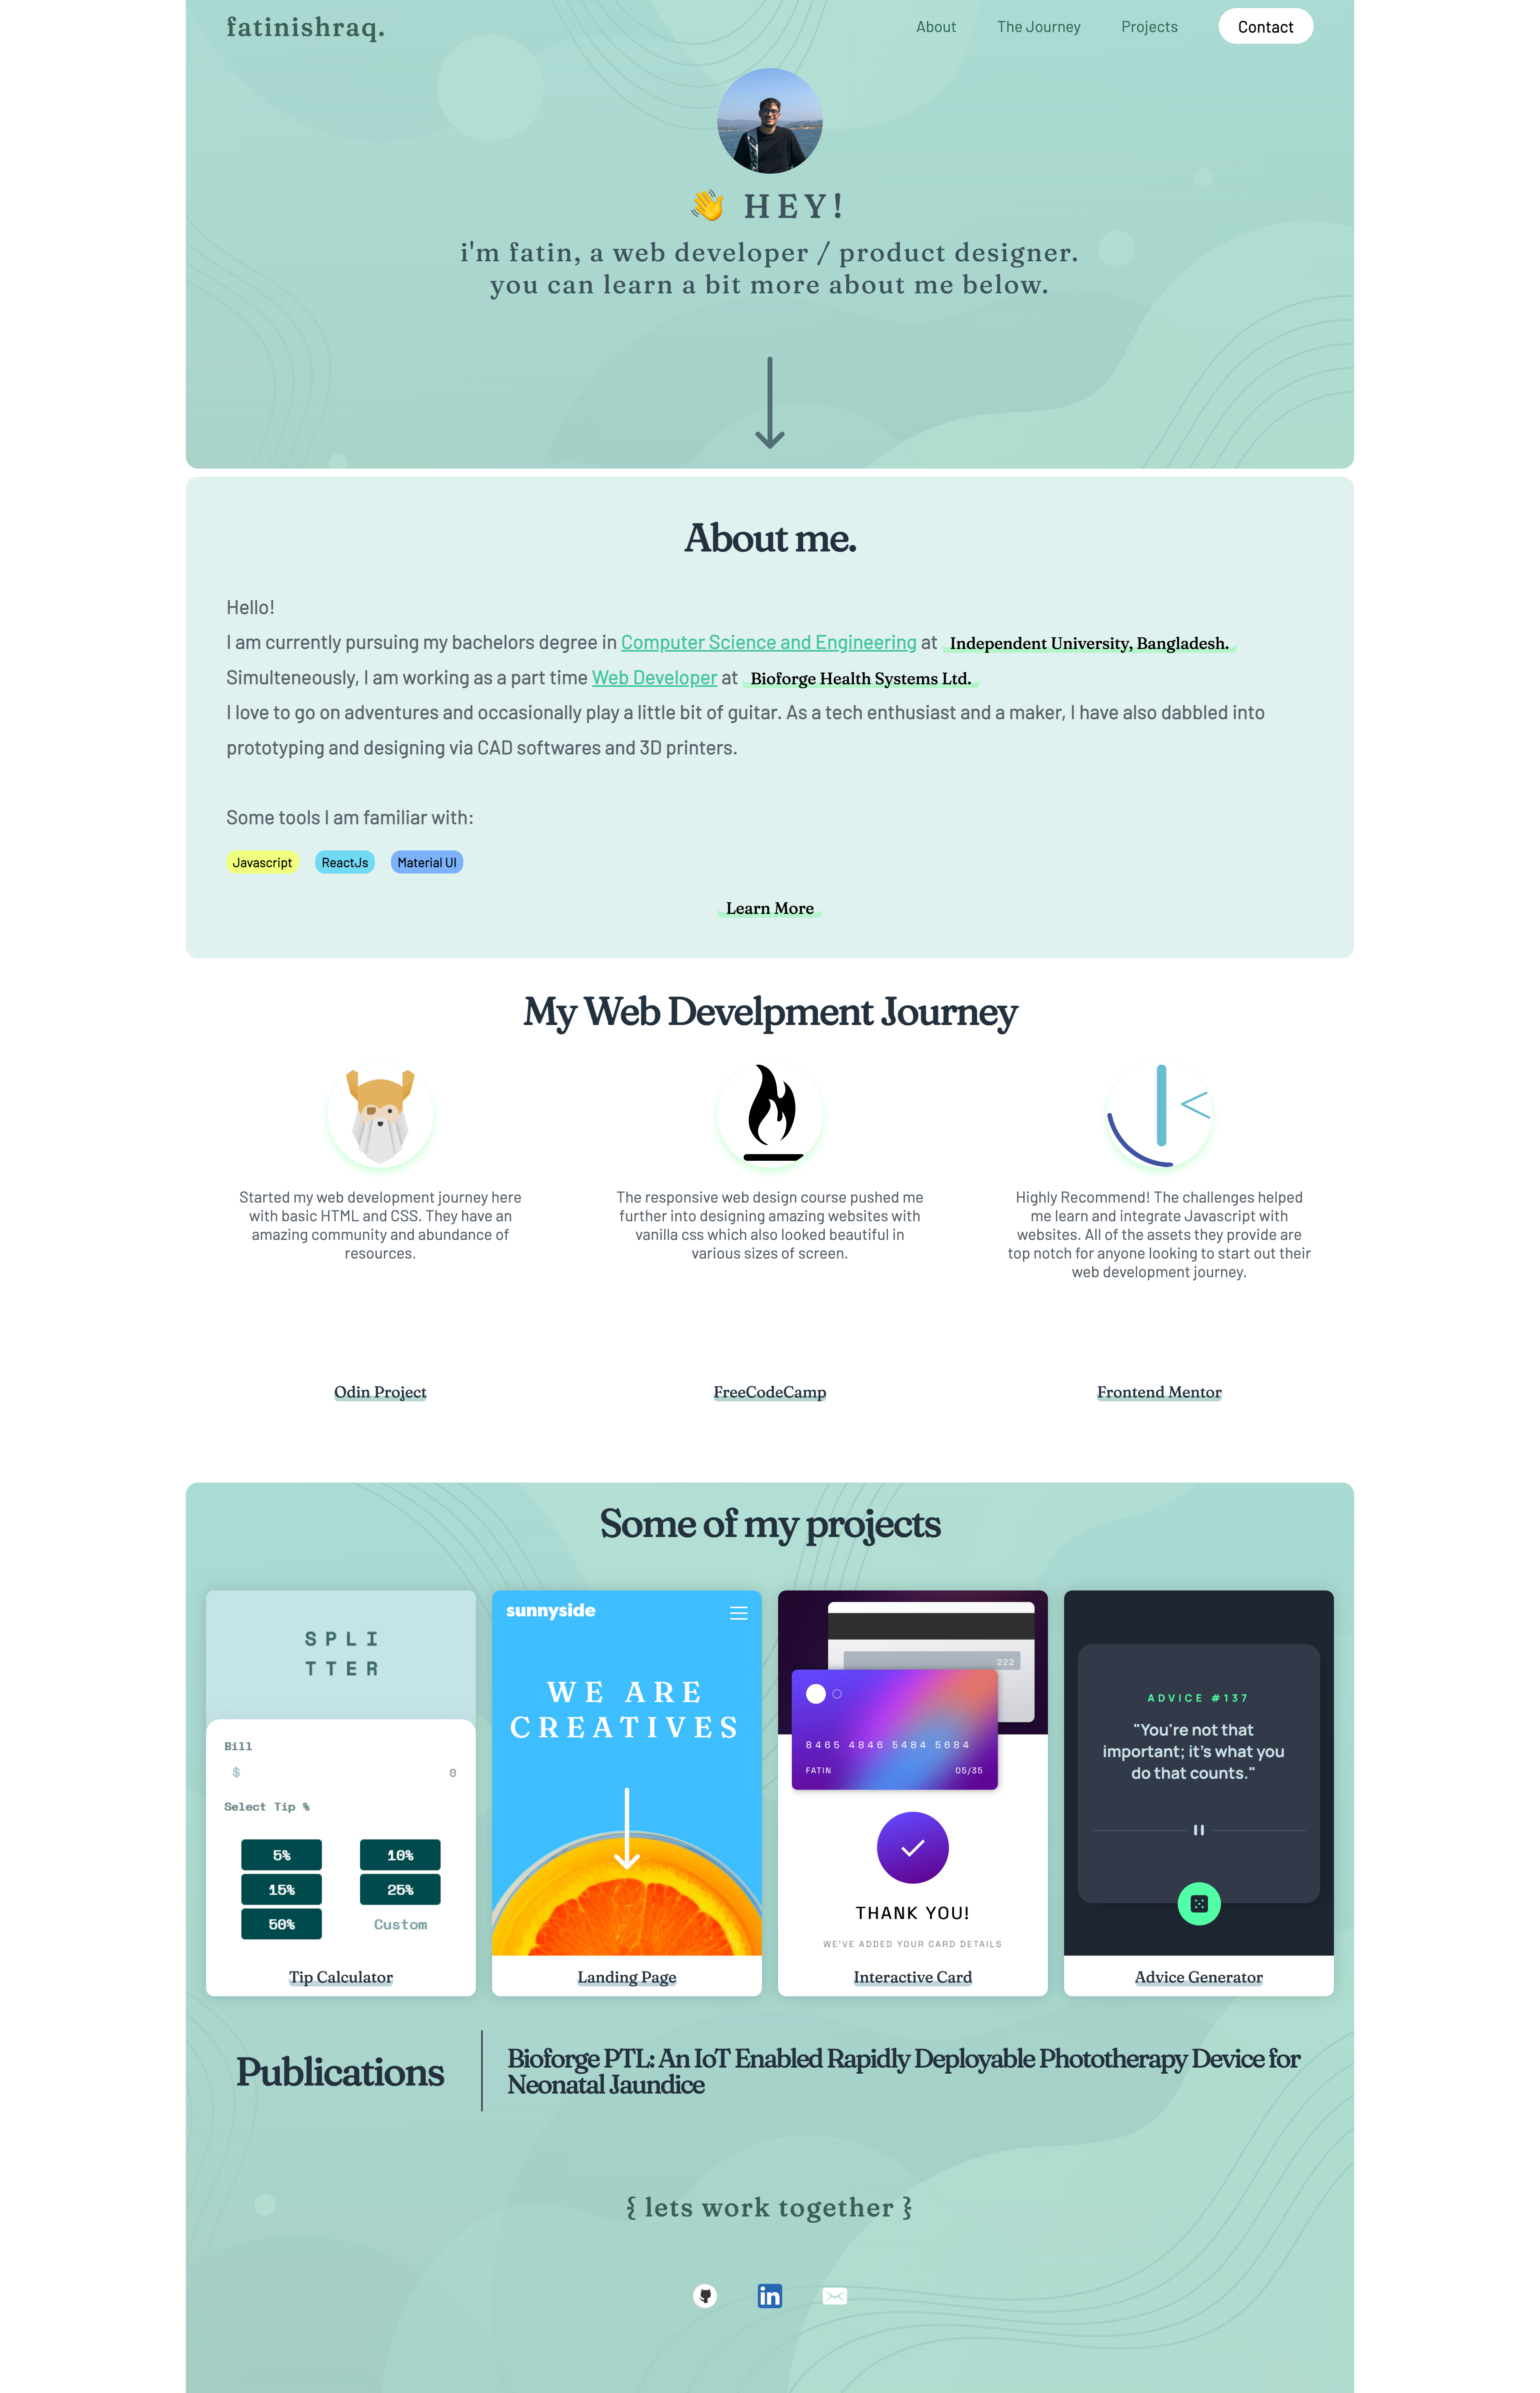 fatinishraq.
About
The Journey
Projects
Contact
👋 HEY!
i'm fatin, a web developer / product designer.
you can learn a bit more about me below.
About me.
Hello!
I am currently pursuing my bachelors degree in Computer Science and Engineering at Independent University, Bangladesh.
Simulteneously, I am working as a part time Web Developer at Bioforge Health Systems Ltd.
I love to go on adventures and occasionally play a little bit of guitar. As a tech enthusiast and a maker, I have also dabbled into
prototyping and designing via CAD softwares and 3D printers.
Some tools I am familiar with:
Javascript
ReactJs
Material UI
Learn More
My Web Develpment Journey
Started my web development journey here
with basic HTML and CSS. They have an
amazing community and abundance of
resources.
Odin Project
The responsive web design course pushed me
further into designing amazing websites with
vanilla css which also looked beautiful in
various sizes of screen.
FreeCodeCamp
Highly Recommend! The challenges helped
me learn and integrate Javascript with
websites. All of the assets they provide are
top notch for anyone looking to start out their
web development journey.
Frontend Mentor
Some of my projects
SPLI
TTER
Bill
$ 0
Select Tip %
5% 10%
15% 25%
50% Custom
Tip Calculator
sunnyside
WE ARE
CREATIVES
Landing Page
222
8465 4846 5484 5684
FATIN 05/35
THANK YOU!
WE'VE ADDED YOUR CARD DETAILS
Interactive Card
ADVICE #137
"You're not that
important; it's what you
do that counts."
Advice Generator
Publications
Bioforge PTL: An IoT Enabled Rapidly Deployable Phototherapy Device for
Neonatal Jaundice
{ lets work together }
in